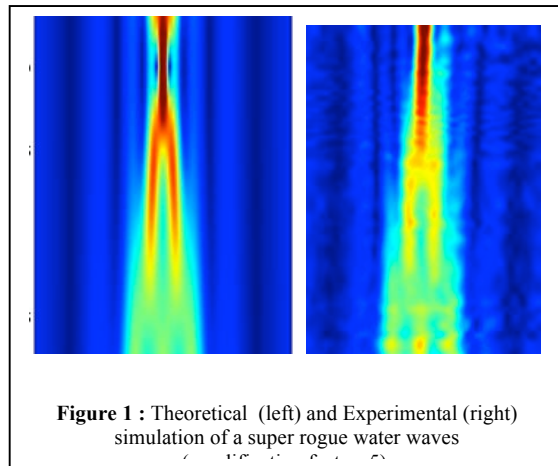 Figure 1 : Theoretical (left) and Experimental (right)
simulation of a super rogue water waves